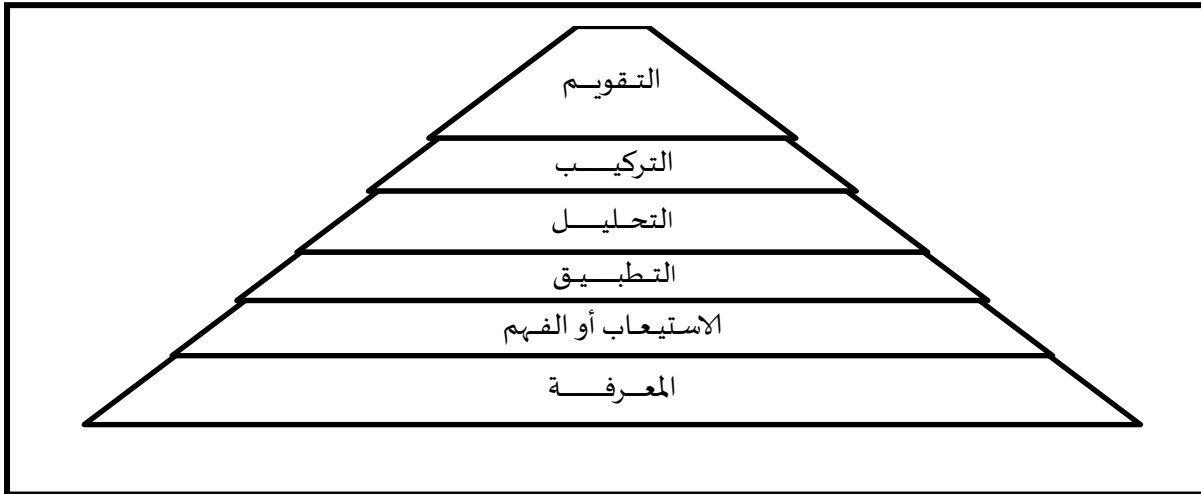 التقويم
التركيب
التحليل
التطبيق
الاستيعاب أو الفهم
المعرفة